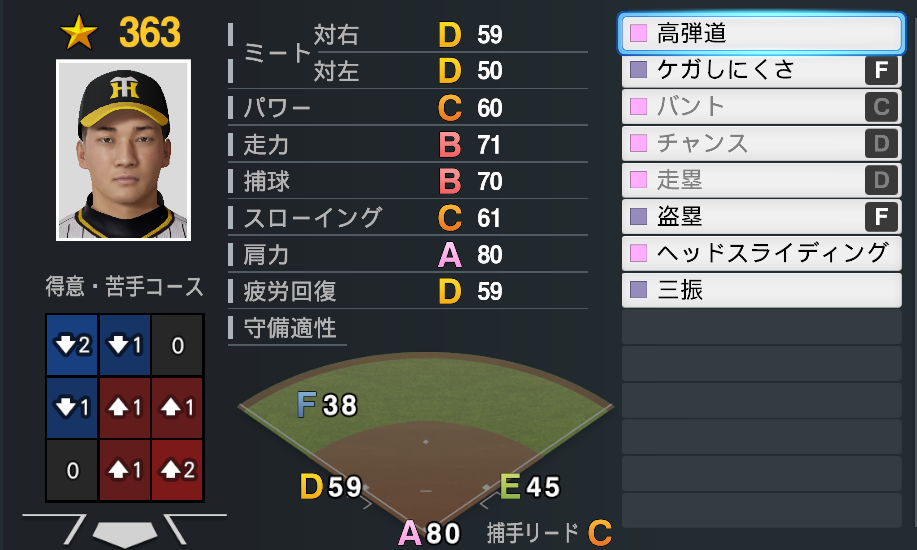 363
ミート 対右 D 59
対左 D 50
パワー C 60
走力 B 71
捕球 B 70
スローイング C 61
肩力 A 80
疲労回復 D 59
守備適性
F 38
D 59
E 45
A 80
捕手リード C
得意・苦手コース
2 1 0
1 1 1
0 1 2
高弾道
ケガしにくさ F
バント C
チャンス D
走塁 D
盗塁 F
ヘッドスライディング
三振